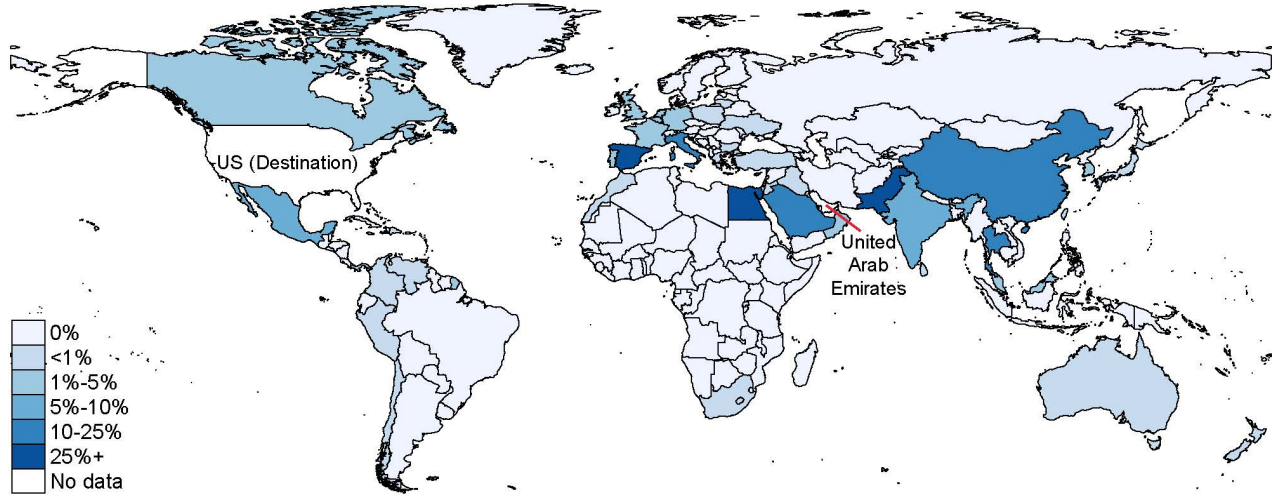 US (Destination)
United
Arab
Emirates
0%
<1%
1%-5%
5%-10%
10-25%
25%+
No data